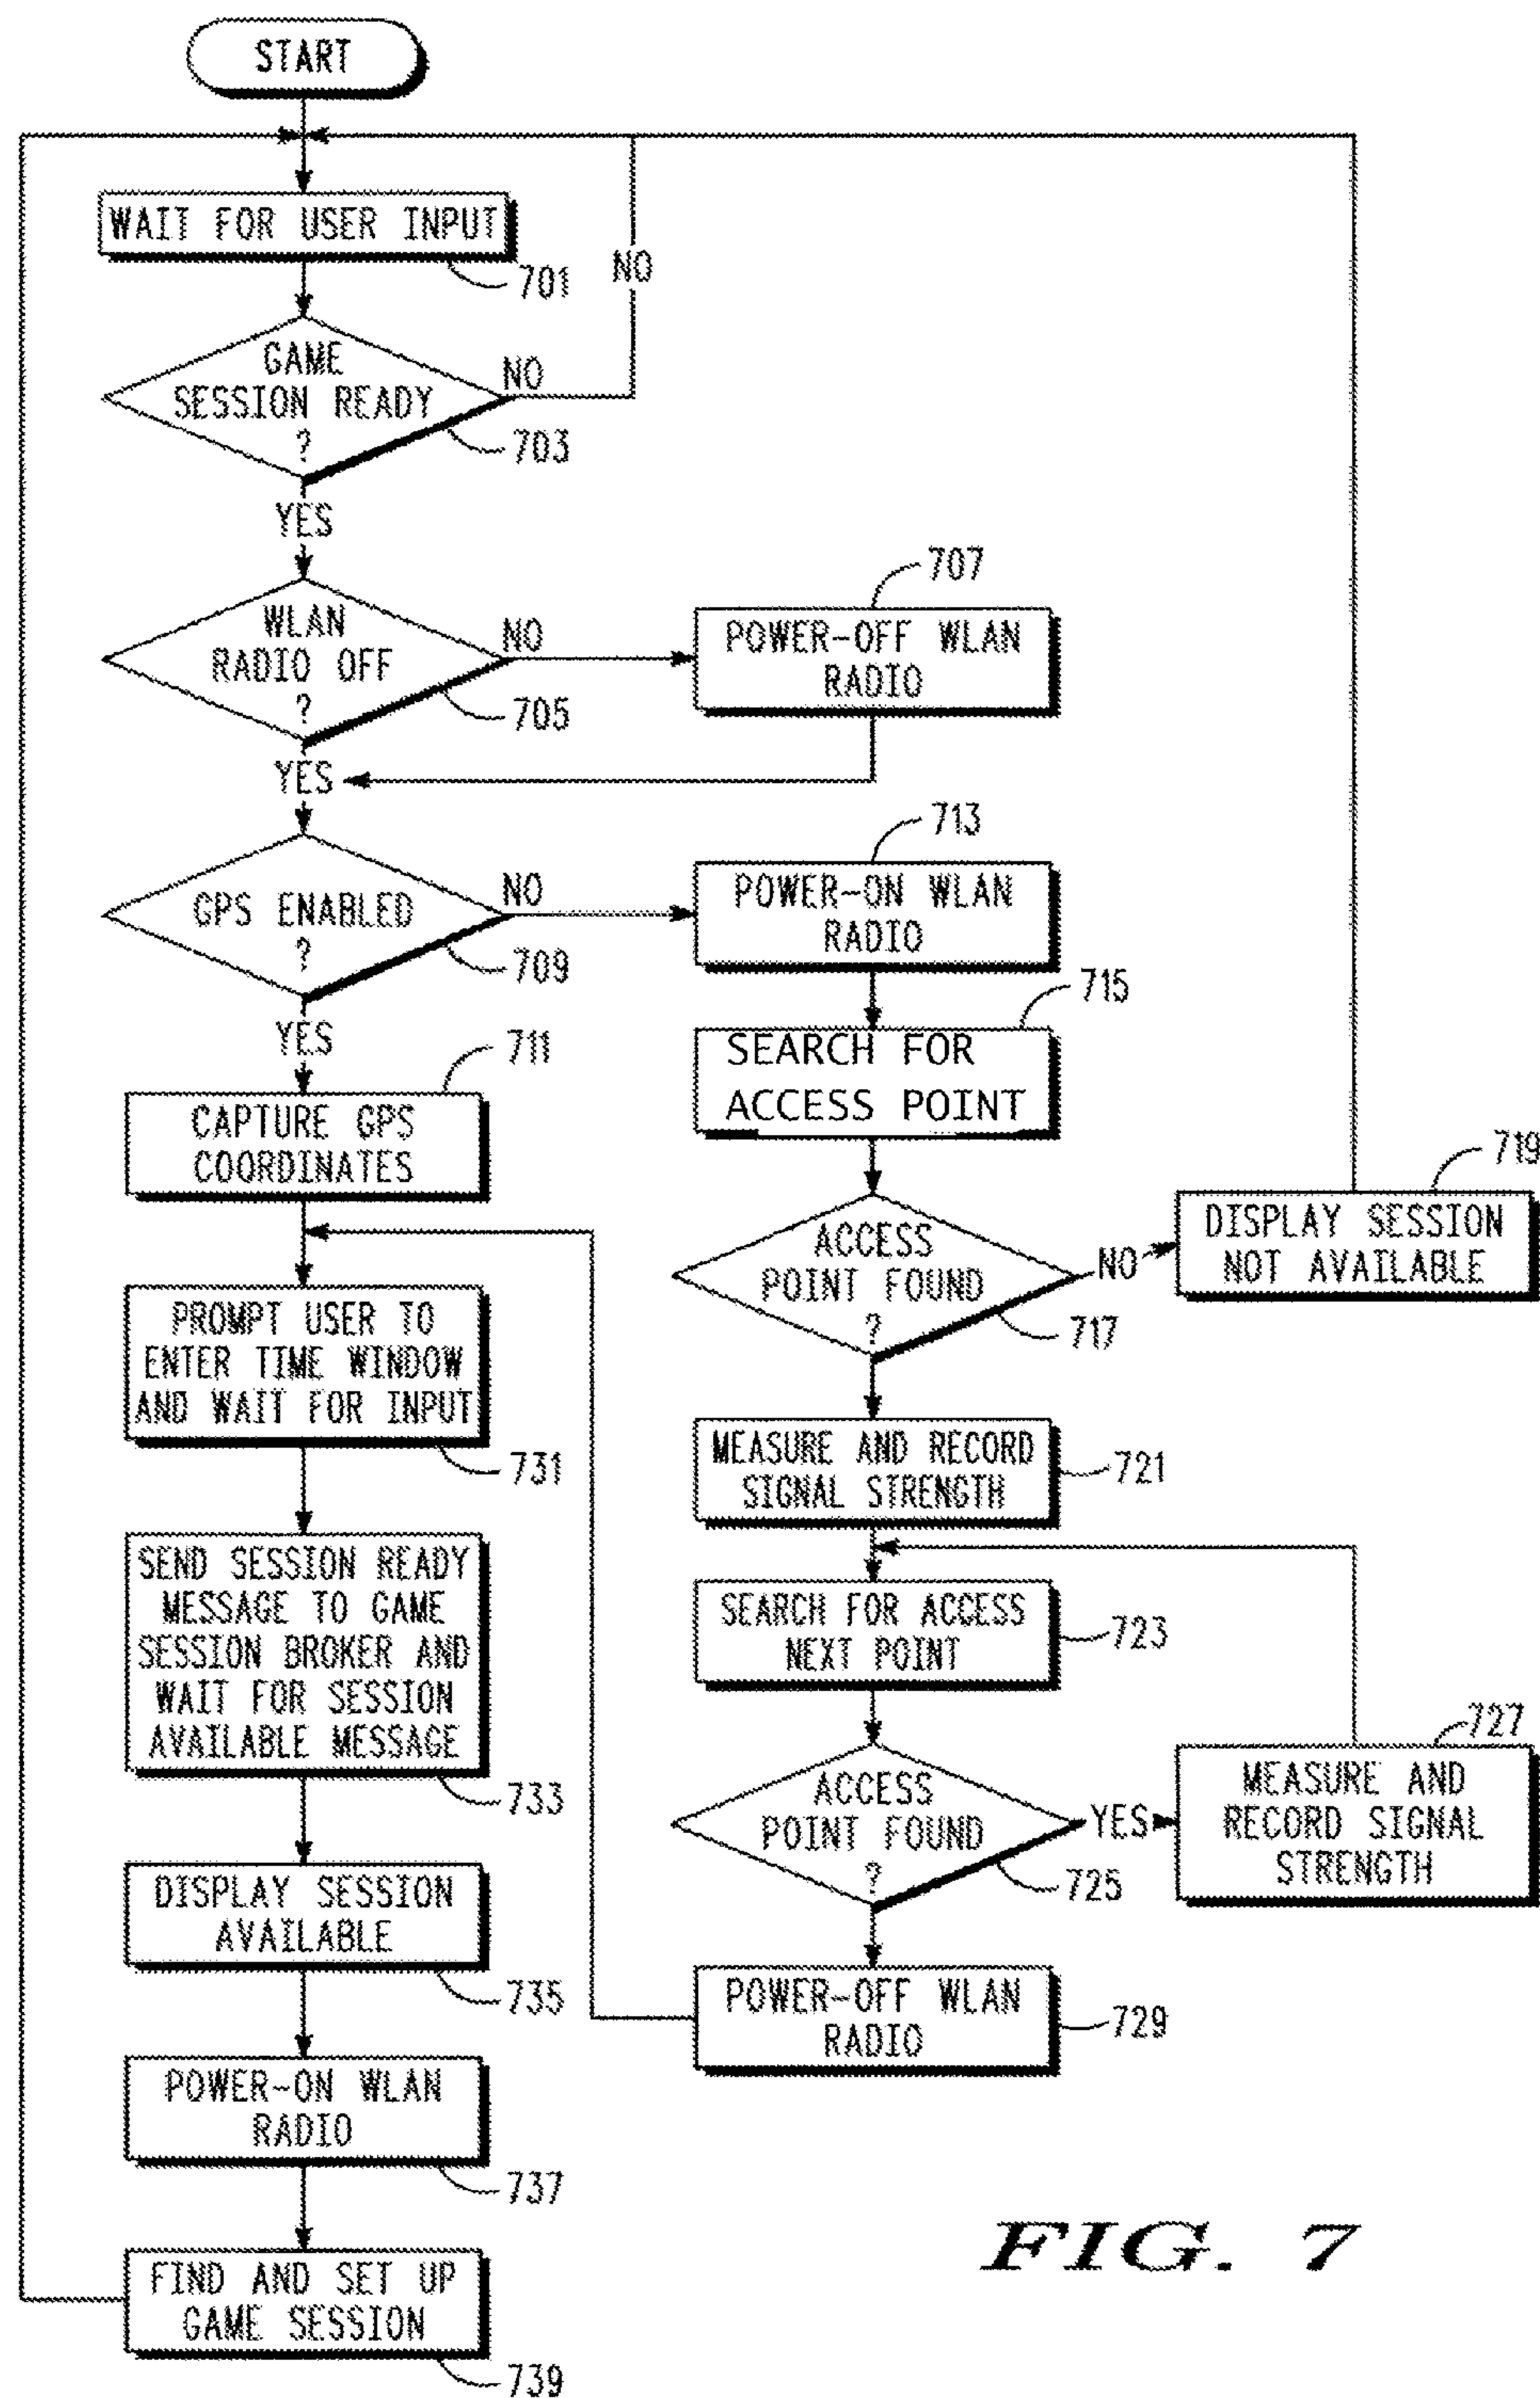 START
WAIT FOR USER INPUT
701
NO
GAME
SESSION READY
?
NO
703
YES
WLAN
RADIO OFF
?
NO
705
707
POWER-OFF WLAN
RADIO
YES
GPS ENABLED
?
NO
709
713
POWER-ON WLAN
RADIO
YES
711
CAPTURE GPS
COORDINATES
715
SEARCH FOR
ACCESS POINT
ACCESS
POINT FOUND
?
NO
717
719
DISPLAY SESSION
NOT AVAILABLE
PROMPT USER TO
ENTER TIME WINDOW
AND WAIT FOR INPUT
731
MEASURE AND RECORD
SIGNAL STRENGTH
721
SEND SESSION READY
MESSAGE TO GAME
SESSION BROKER AND
WAIT FOR SESSION
AVAILABLE MESSAGE
733
SEARCH FOR ACCESS
NEXT POINT
723
ACCESS
POINT FOUND
?
YES
725
727
MEASURE AND
RECORD SIGNAL
STRENGTH
DISPLAY SESSION
AVAILABLE
735
POWER-OFF WLAN
RADIO
729
POWER-ON WLAN
RADIO
737
FIND AND SET UP
GAME SESSION
739
FIG. 7